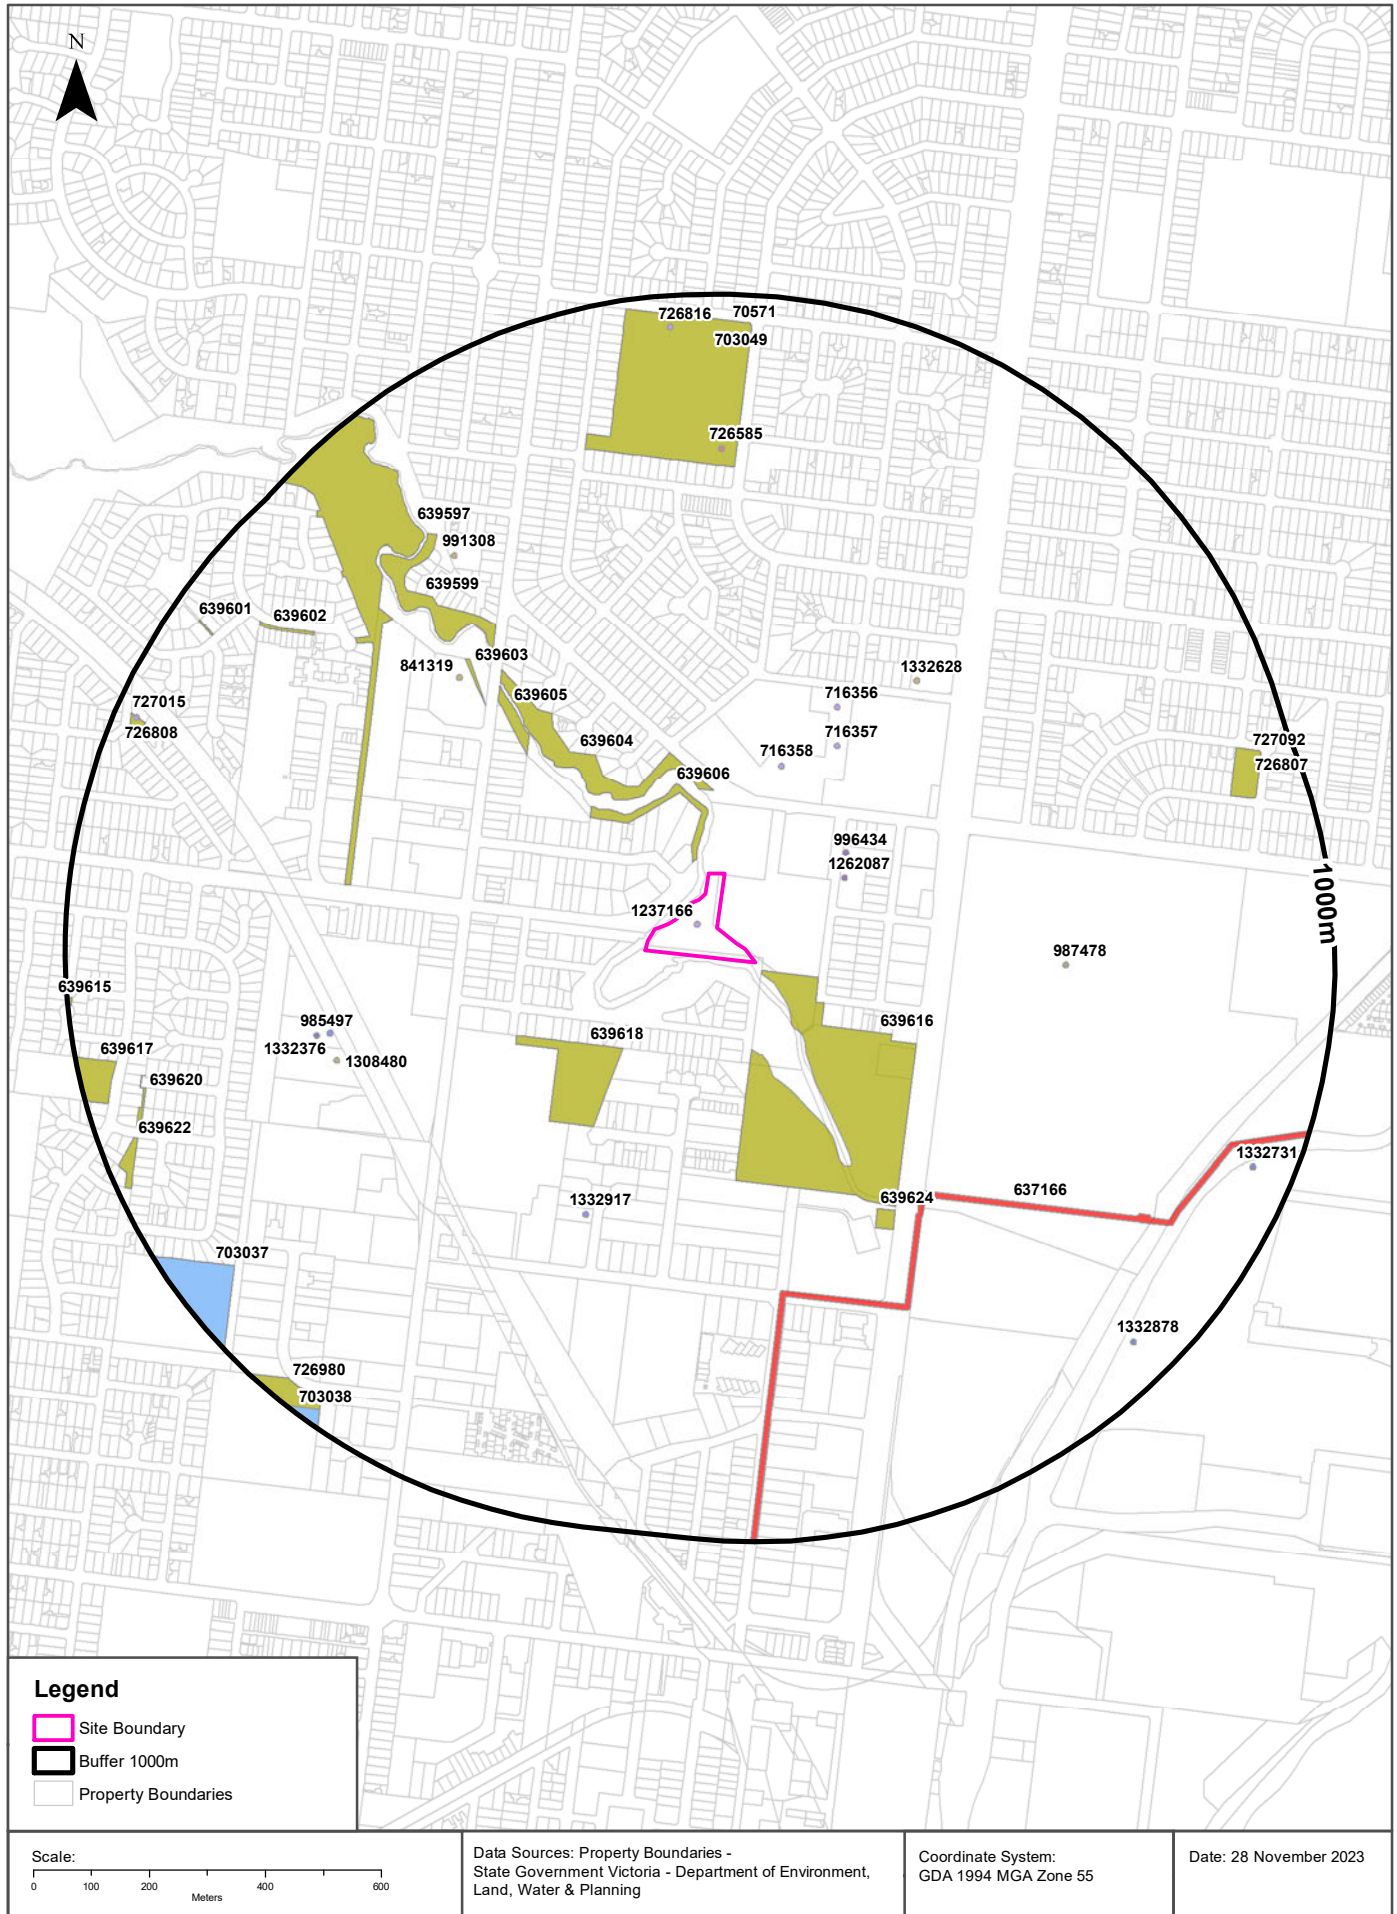 N
726816
70571
703049
726585
639597
991308
639599
639601
639602
639603
841319
1332628
639605
716356
727015
726808
716357
639604
716358
727092
726807
639606
996434
1262087
1000m
1237166
987478
639615
639616
985497
1332376
639618
639617
1308480
639620
639622
1332731
637166
1332917
639624
703037
1332878
726980
703038
Legend
Site Boundary
Buffer 1000m
Property Boundaries
Scale:
0 100 200 400 600
Meters
Data Sources: Property Boundaries -
State Government Victoria - Department of Environment,
Land, Water & Planning
Coordinate System:
GDA 1994 MGA Zone 55
Date: 28 November 2023